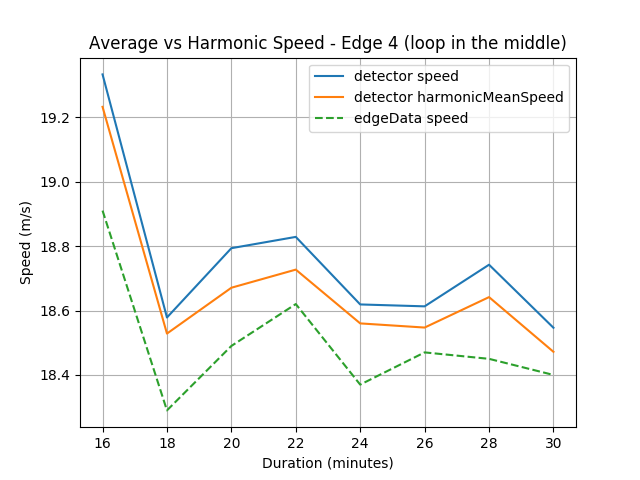 Average vs Harmonic Speed - Edge 4 (loop in the middle)
detector speed
detector harmonicMeanSpeed
edgeData speed
Speed (m/s)
19.2
19.0
18.8
18.6
18.4
16 18 20 22 24 26 28 30
Duration (minutes)